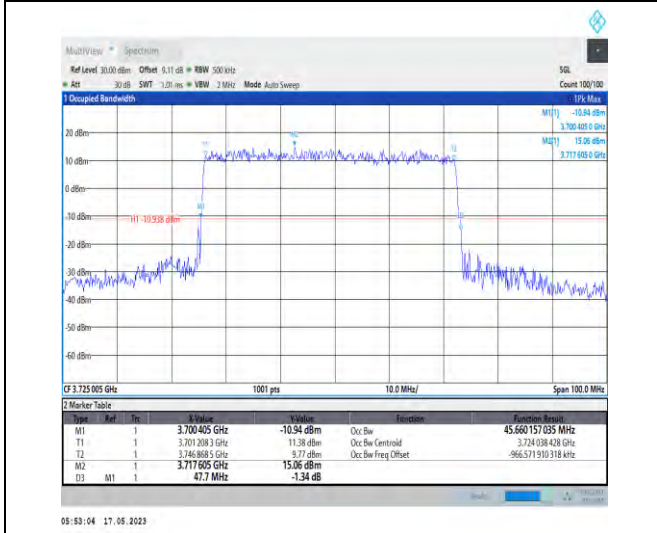 MultiView Spectrum
Ref Level 30.00 dBm Offset 9.11 dB RBW 500 kHz SGL
Att 30 dB SWT 1.01 ms VBW 2 MHz Mode Auto Sweep Count 100/100
1 Occupied Bandwidth 1Pk Max
M1[1] -10.94 dBm
3.700 405 0 GHz
M2[1] 15.06 dBm
3.717 605 0 GHz
20 dBm
10 dBm
0 dBm
-10 dBm
H1 -10.938 dBm
-20 dBm
-30 dBm
-40 dBm
-50 dBm
-60 dBm
M1
M2
T2
CF 3.725 005 GHz 1001 pts 10.0 MHz/ Span 100.0 MHz
2 Marker Table
Type Ref Trc X-Value Y-Value Function Function Result
M1 1 3.700 405 GHz -10.94 dBm Occ Bw 45.660 157 035 MHz
T1 1 3.701 208 3 GHz 11.38 dBm Occ Bw Centroid 3.724 038 428 GHz
T2 1 3.746 868 5 GHz 9.77 dBm Occ Bw Freq Offset -966.571 910 318 kHz
M2 1 3.717 605 GHz 15.06 dBm
D3 M1 1 47.7 MHz -1.34 dB
05:53:04 17.05.2023